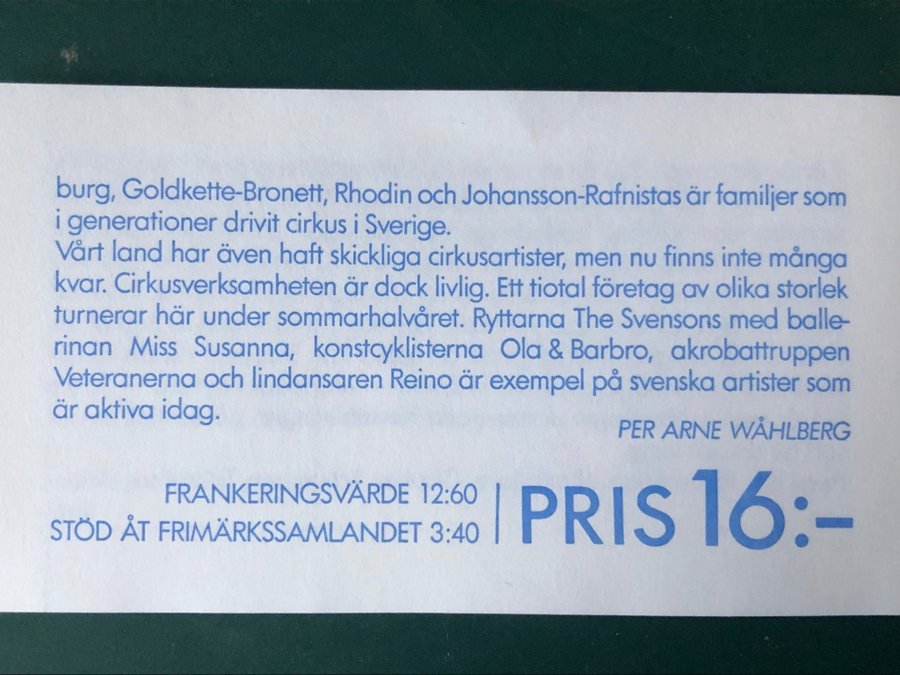 burg, Goldkette-Bronett, Rhodin och Johansson-Rafnistas är familjer som
i generationer drivit cirkus i Sverige.
Vårt land har även haft skickliga cirkusartister, men nu finns inte många
kvar. Cirkusverksamheten är dock livlig. Ett tiotal företag av olika storlek
turnerar här under sommarhalvåret. Ryttarna The Svensons med balle-
rinan Miss Susanna, konstcyklisterna Ola & Barbro, akrobattruppen
Veteranerna och lindansaren Reino är exempel på svenska artister som
är aktiva idag.
PER ARNE WÅHLBERG
FRANKERINGSVÄRDE 12:60
STÖD ÅT FRIMÄRKSSAMLANDET 3:40
PRIS 16:–